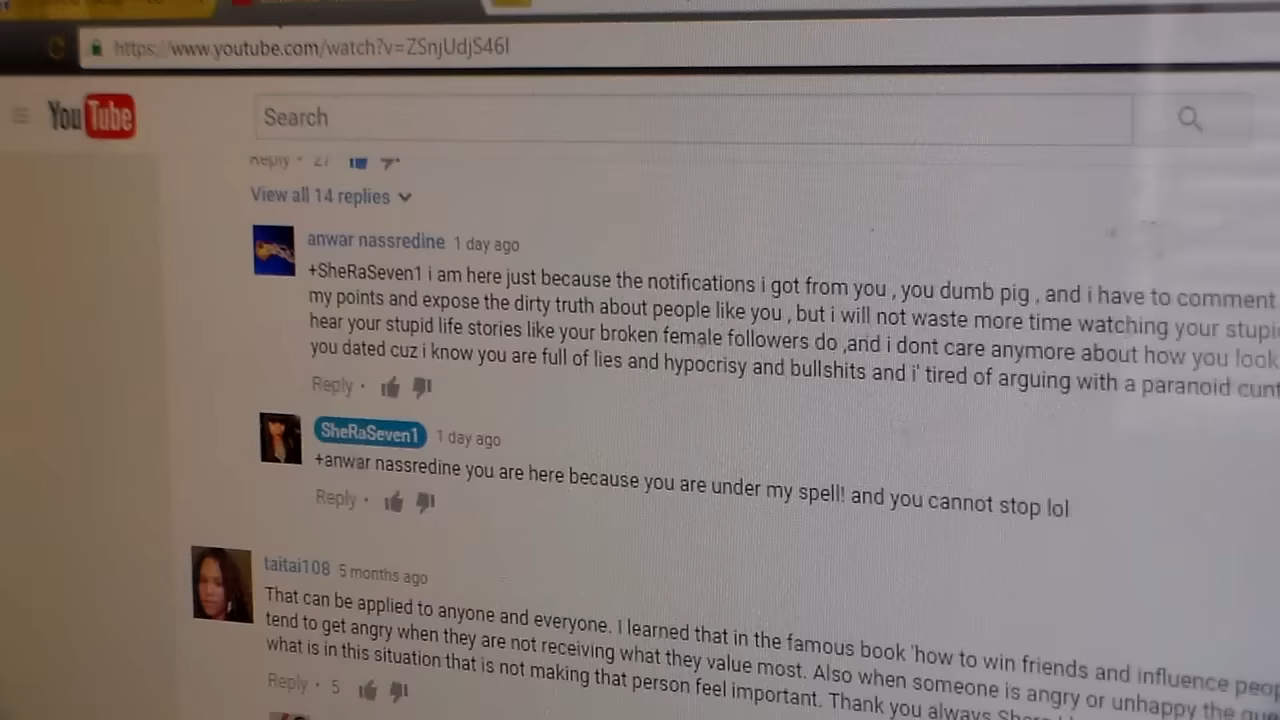 https://www.youtube.com/watch?v=ZSnjUdjS46I
YouTube
Search
Reply · 27
View all 14 replies
anwar nassredine 1 day ago
+SheRaSeven1 i am here just because the notifications i got from you , you dumb pig , and i have to comment
my points and expose the dirty truth about people like you , but i will not waste more time watching your stupi
hear your stupid life stories like your broken female followers do ,and i dont care anymore about how you look
you dated cuz i know you are full of lies and hypocrisy and bullshits and i' tired of arguing with a paranoid cunt
Reply ·
SheRaSeven1 1 day ago
+anwar nassredine you are here because you are under my spell! and you cannot stop lol
Reply ·
taitai108 5 months ago
That can be applied to anyone and everyone. I learned that in the famous book 'how to win friends and influence peop
tend to get angry when they are not receiving what they value most. Also when someone is angry or unhappy the que
what is in this situation that is not making that person feel important. Thank you always
Reply · 5